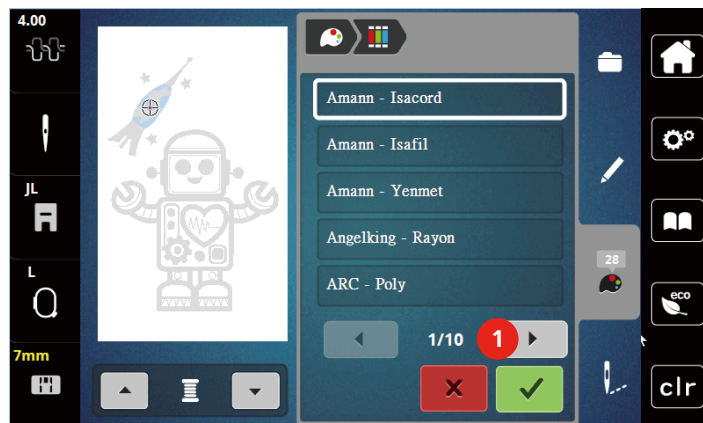 4.00
JL
L
7mm
Amann - Isacord
Amann - Isafil
Amann - Yenmet
Angelking - Rayon
ARC - Poly
1/10
1
28
eco
clr